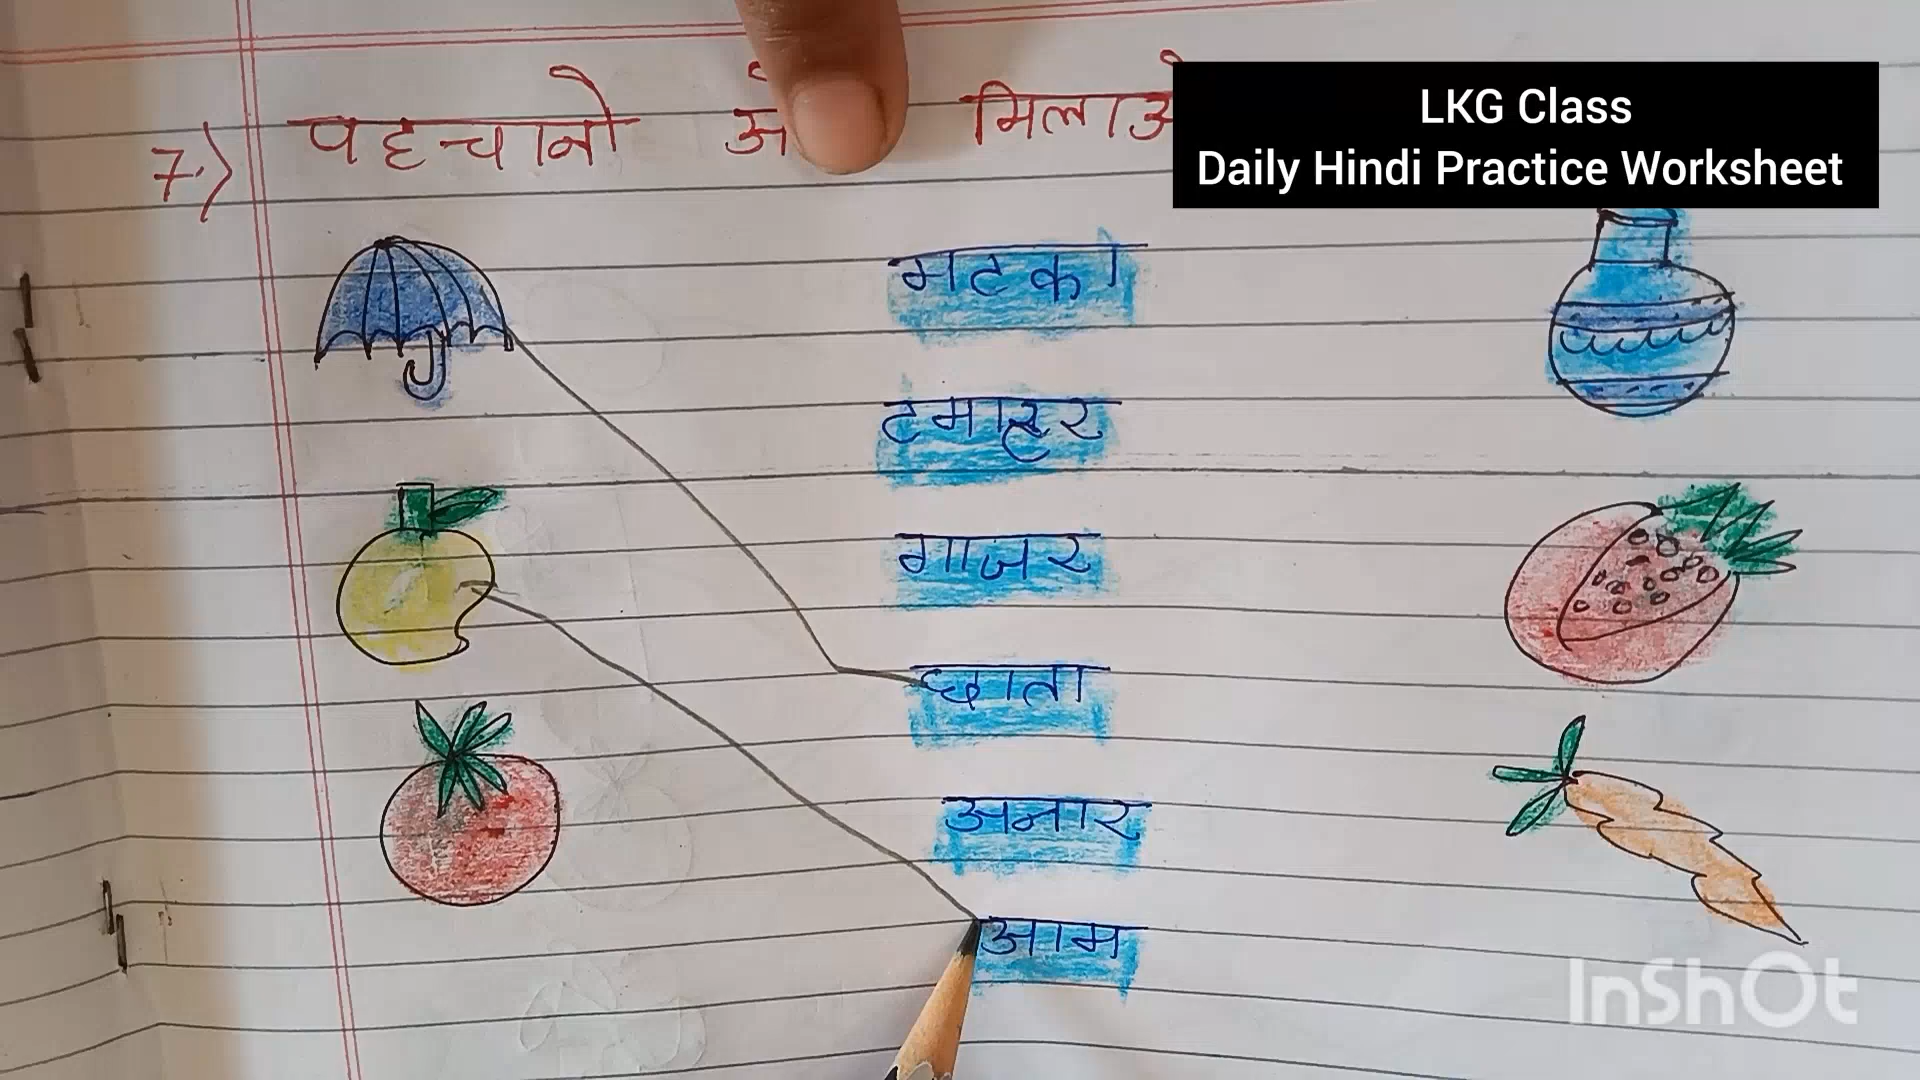 LKG Class
Daily Hindi Practice Worksheet
7.) पहचानो मिलाओ
मटका
टमाटर
गाजर
छाता
अनार
आम
InShOt